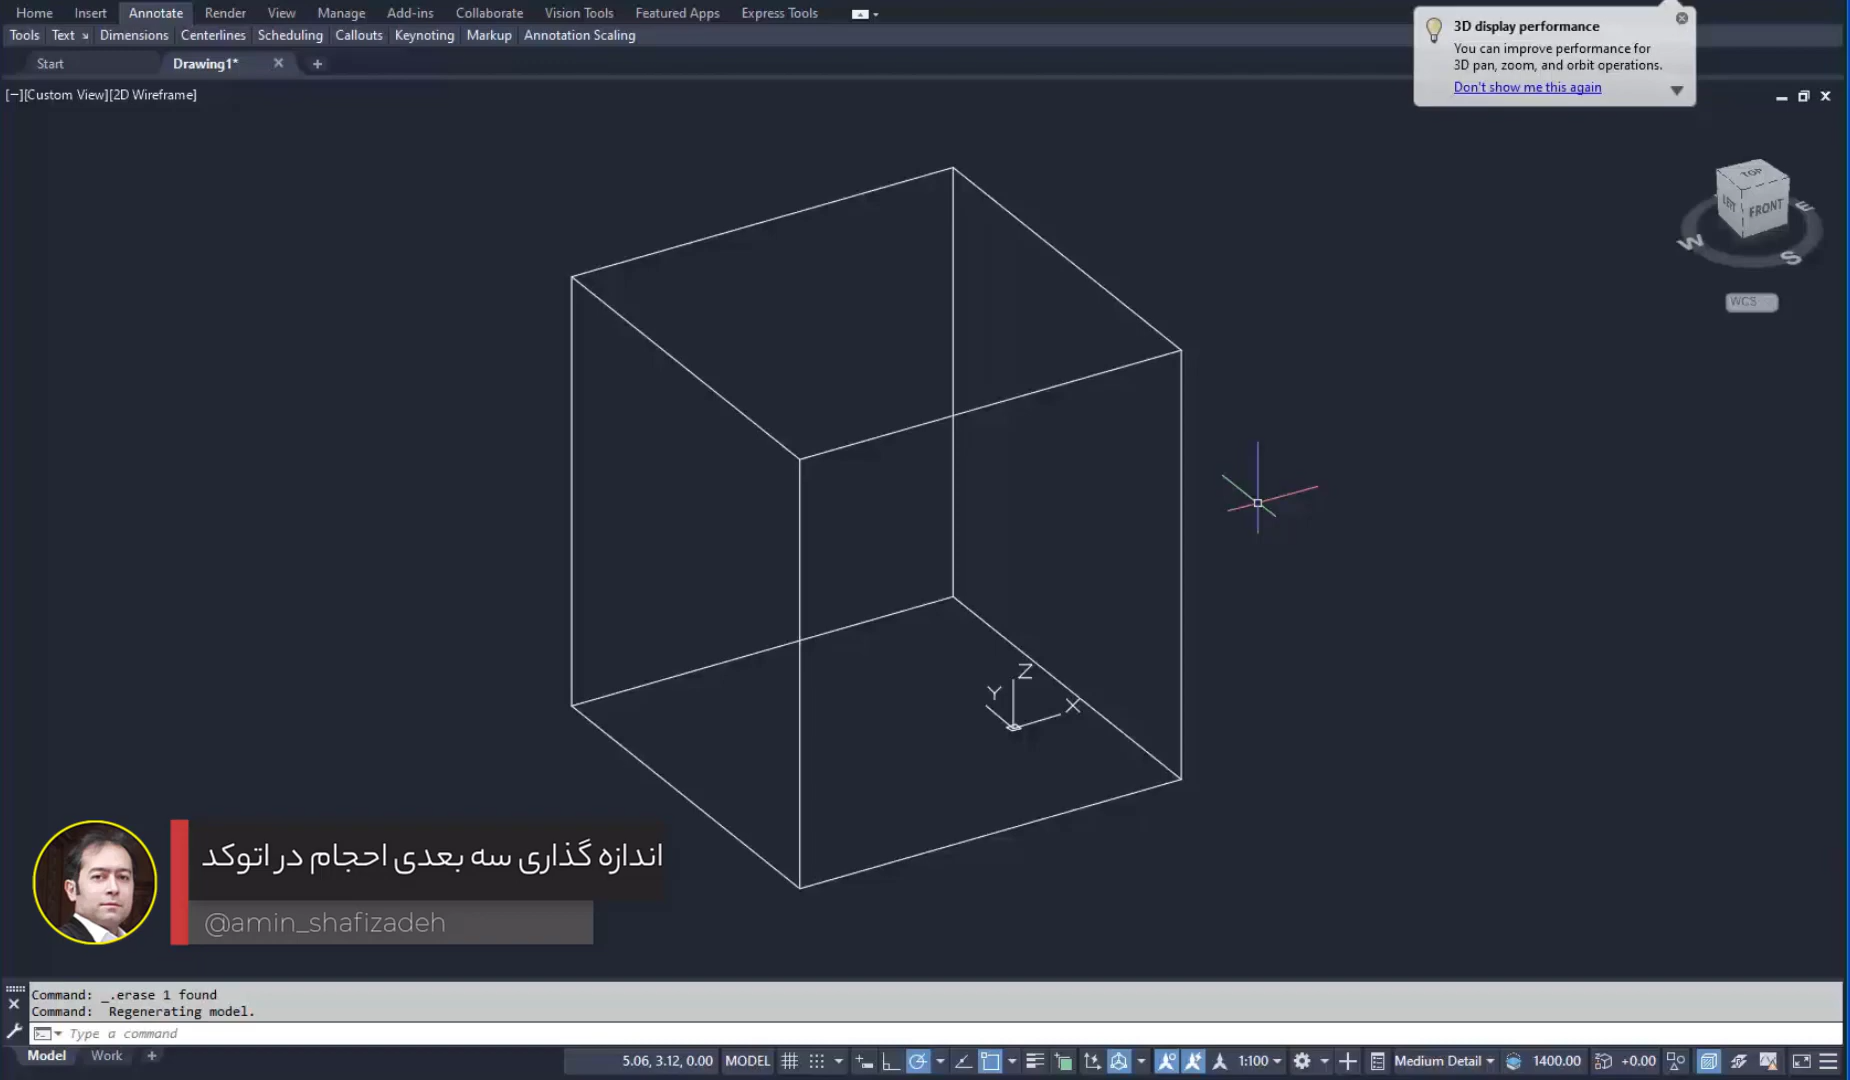 Home Insert Annotate Render View Manage Add-ins Collaborate Vision Tools Featured Apps Express Tools
Tools Text Dimensions Centerlines Scheduling Callouts Keynoting Markup Annotation Scaling
Start Drawing1*
[−][Custom View][2D Wireframe]
3D display performance
You can improve performance for
3D pan, zoom, and orbit operations.
Don't show me this again
TOP
LEFT FRONT
W S E
WCS
Z
Y X
اندازه گذاری سه بعدی احجام در اتوکد
@amin_shafizadeh
Command: _.erase 1 found
Command:  Regenerating model.
Type a command
Model Work
5.06, 3.12, 0.00 MODEL 1:100 Medium Detail 1400.00 +0.00